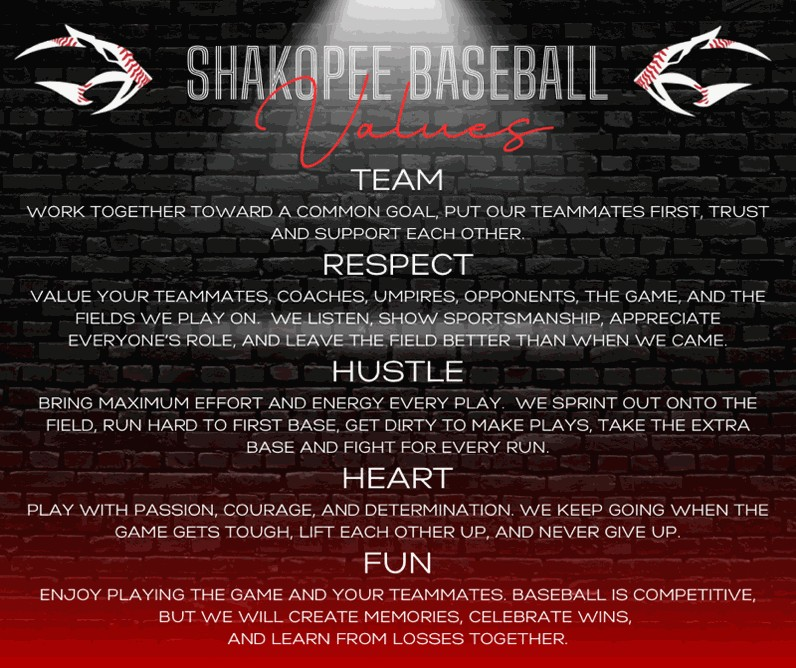 SHAKOPEE BASEBALL
Values
TEAM
WORK TOGETHER TOWARD A COMMON GOAL, PUT OUR TEAMMATES FIRST, TRUST
AND SUPPORT EACH OTHER.
RESPECT
VALUE YOUR TEAMMATES, COACHES, UMPIRES, OPPONENTS, THE GAME, AND THE
FIELDS WE PLAY ON. WE LISTEN, SHOW SPORTSMANSHIP, APPRECIATE
EVERYONE'S ROLE, AND LEAVE THE FIELD BETTER THAN WHEN WE CAME.
HUSTLE
BRING MAXIMUM EFFORT AND ENERGY EVERY PLAY. WE SPRINT OUT ONTO THE
FIELD, RUN HARD TO FIRST BASE, GET DIRTY TO MAKE PLAYS, TAKE THE EXTRA
BASE AND FIGHT FOR EVERY RUN.
HEART
PLAY WITH PASSION, COURAGE, AND DETERMINATION. WE KEEP GOING WHEN THE
GAME GETS TOUGH, LIFT EACH OTHER UP, AND NEVER GIVE UP.
FUN
ENJOY PLAYING THE GAME AND YOUR TEAMMATES. BASEBALL IS COMPETITIVE,
BUT WE WILL CREATE MEMORIES, CELEBRATE WINS,
AND LEARN FROM LOSSES TOGETHER.